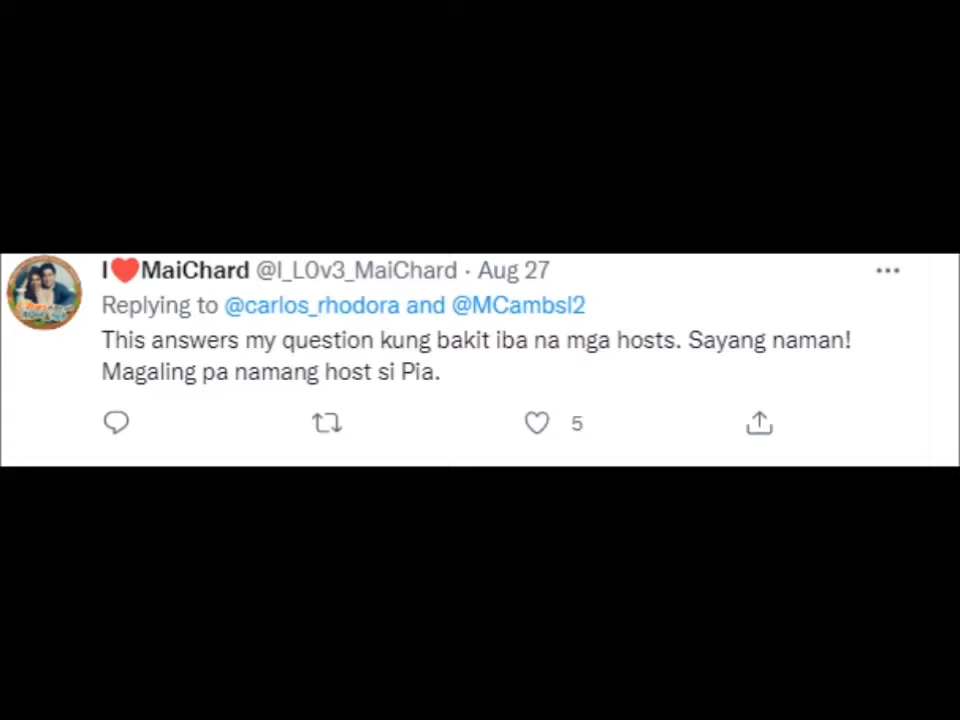 I❤️MaiChard @I_L0v3_MaiChard · Aug 27
Replying to @carlos_rhodora and @MCambsl2
This answers my question kung bakit iba na mga hosts. Sayang naman!
Magaling pa namang host si Pia.
5